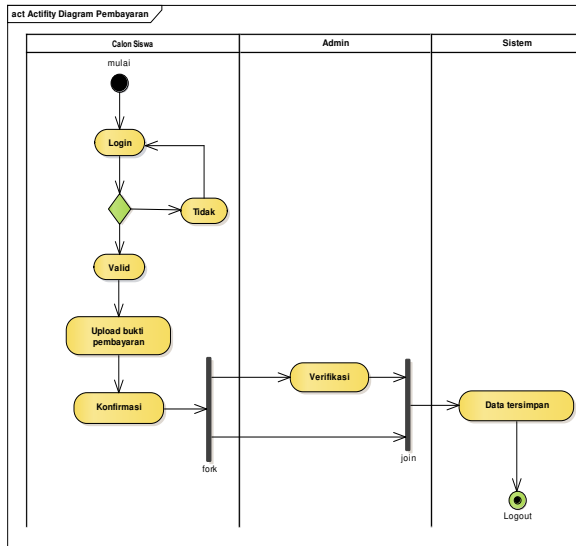 act Actifity Diagram Pembayaran
Calon Siswa
Admin
Sistem
mulai
Login
Tidak
Valid
Upload bukti
pembayaran
Konfirmasi
Verifikasi
Data tersimpan
fork
join
Logout